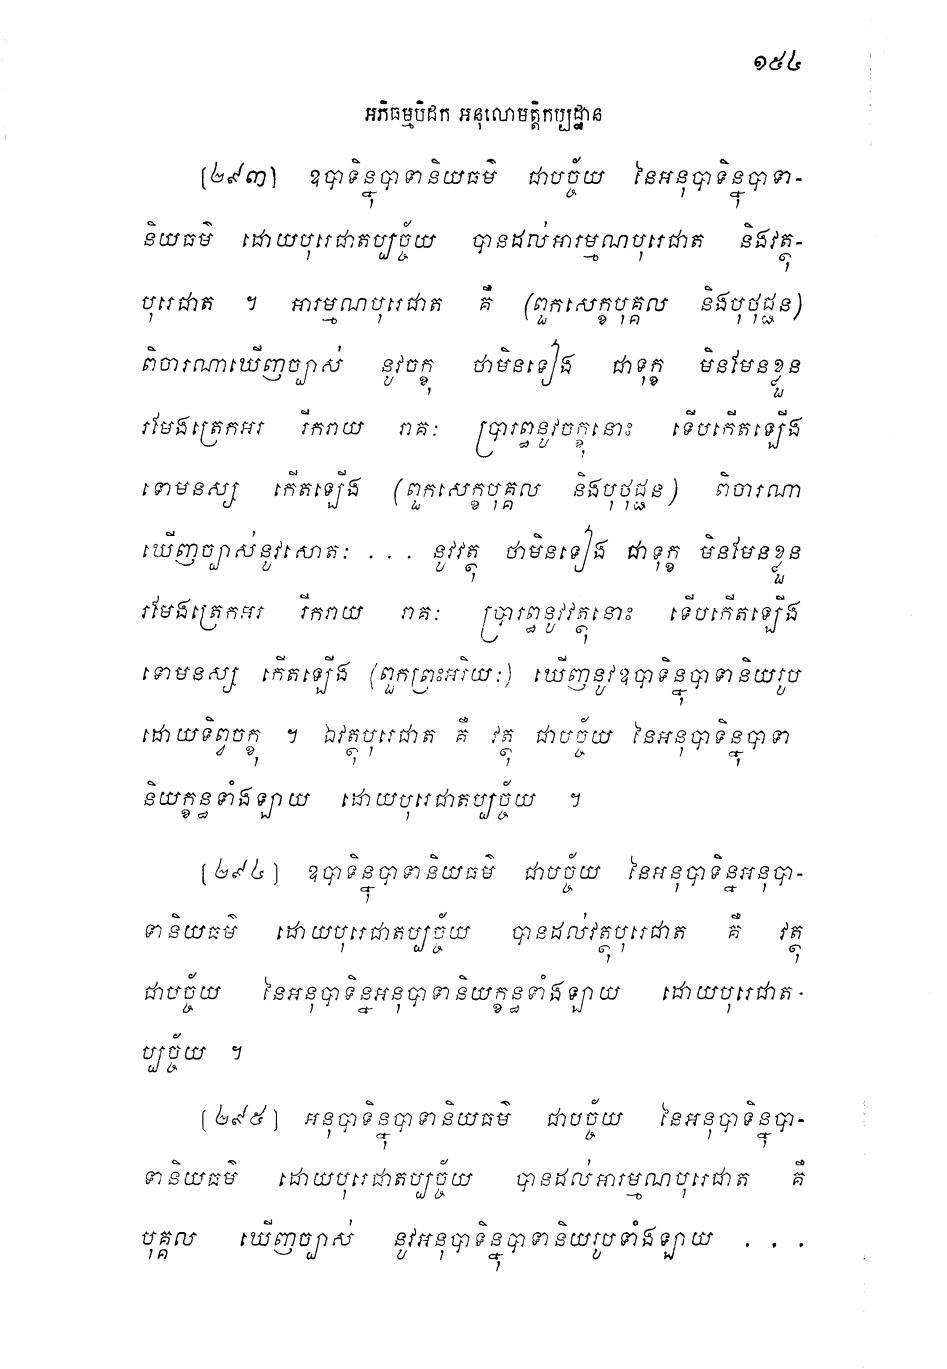 ១៥៤
អភិធម្មបិដក អនុលោមត្តិកប្បដ្ឋាន
[២៩៣] ឧបាទិន្នុបាទានិយធម៌ ជាបច្ច័យ នៃអនុបាទិន្នុបាទា-
និយធម៌ ដោយបុរេជាតប្បច្ច័យ បានដល់អារម្មណបុរេជាត និងវត្ថុ-
បុរេជាត ។ អារម្មណបុរេជាត គឺ (ពួកសេក្ខបុគ្គល និងបុថុជ្ជន)
ពិចារណាឃើញច្បាស់ នូវចក្ខុ ថាមិនទៀង ជាទុក្ខ មិនមែនខ្លួន
រមែងត្រេកអរ រីករាយ រាគៈ ប្រារព្ធនូវចក្ខុនោះ ទើបកើតឡើង
ទោមនស្ស កើតឡើង (ពួកសេក្ខបុគ្គល និងបុថុជ្ជន) ពិចារណា
ឃើញច្បាស់នូវសោតៈ . . . នូវវត្ថុ ថាមិនទៀង ជាទុក្ខ មិនមែនខ្លួន
រមែងត្រេកអរ រីករាយ រាគៈ ប្រារព្ធនូវវត្ថុនោះ ទើបកើតឡើង
ទោមនស្ស កើតឡើង (ពួកព្រះអរិយៈ) ឃើញនូវឧបាទិន្នុបាទានិយរូប
ដោយទិព្វចក្ខុ ។ ឯវត្ថុបុរេជាត គឺ វត្ថុ ជាបច្ច័យ នៃអនុបាទិន្នុបាទា
និយក្ខន្ធទាំងឡាយ ដោយបុរេជាតប្បច្ច័យ ។
[២៩៤] ឧបាទិន្នុបាទានិយធម៌ ជាបច្ច័យ នៃអនុបាទិន្នអនុបា-
ទានិយធម៌ ដោយបុរេជាតប្បច្ច័យ បានដល់វត្ថុបុរេជាត គឺ វត្ថុ
ជាបច្ច័យ នៃអនុបាទិន្នអនុបាទានិយក្ខន្ធទាំងឡាយ ដោយបុរេជាត-
ប្បច្ច័យ ។
[២៩៥] អនុបាទិន្នុបាទានិយធម៌ ជាបច្ច័យ នៃអនុបាទិន្នុបា-
ទានិយធម៌ ដោយបុរេជាតប្បច្ច័យ បានដល់អារម្មណបុរេជាត គឺ
បុគ្គល ឃើញច្បាស់ នូវអនុបាទិន្នុបាទានិយរូបទាំងឡាយ . . .